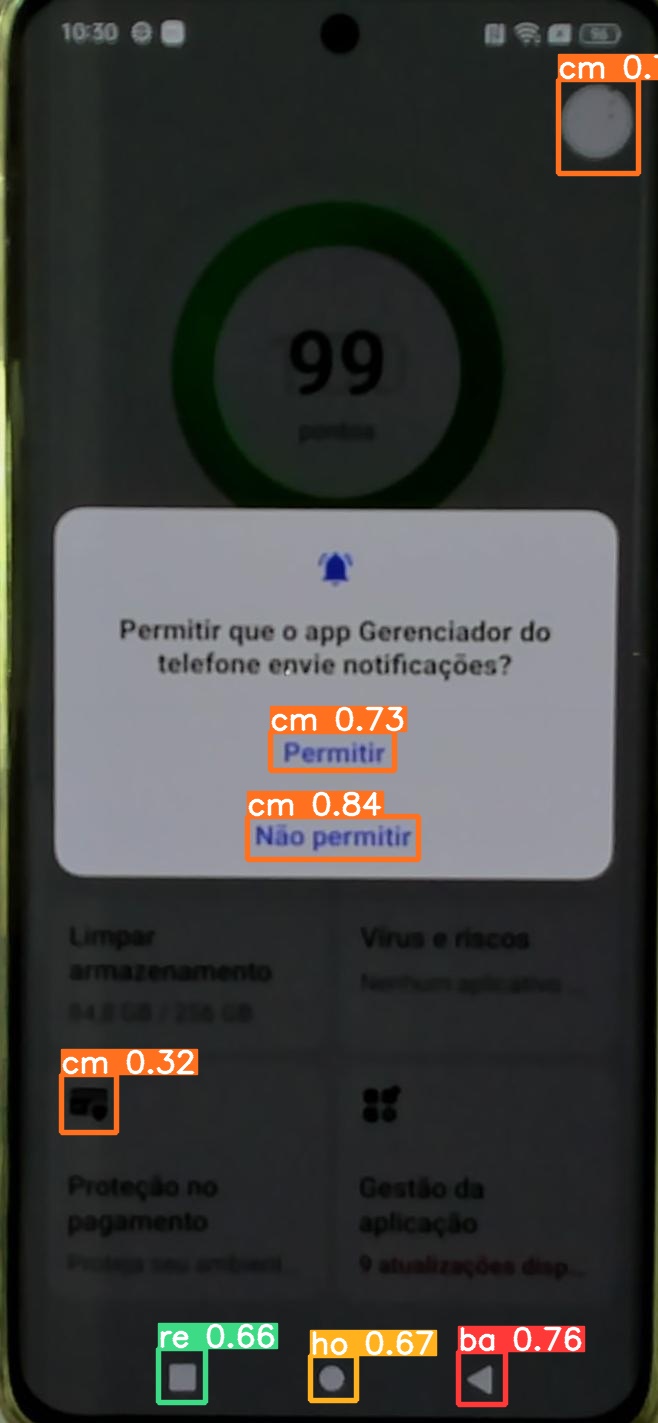 10:30
96
cm 0.
99
pontos
Permitir que o app Gerenciador do
telefone envie notificações?
cm 0.73
Permitir
cm 0.84
Não permitir
Limpar
armazenamento
84,8 GB / 256 GB
Vírus e riscos
Nenhum aplicativo ...
cm 0.32
Proteção no
pagamento
Proteja seu ambient...
Gestão da
aplicação
9 atualizações disp...
re 0.66
ho 0.67
ba 0.76